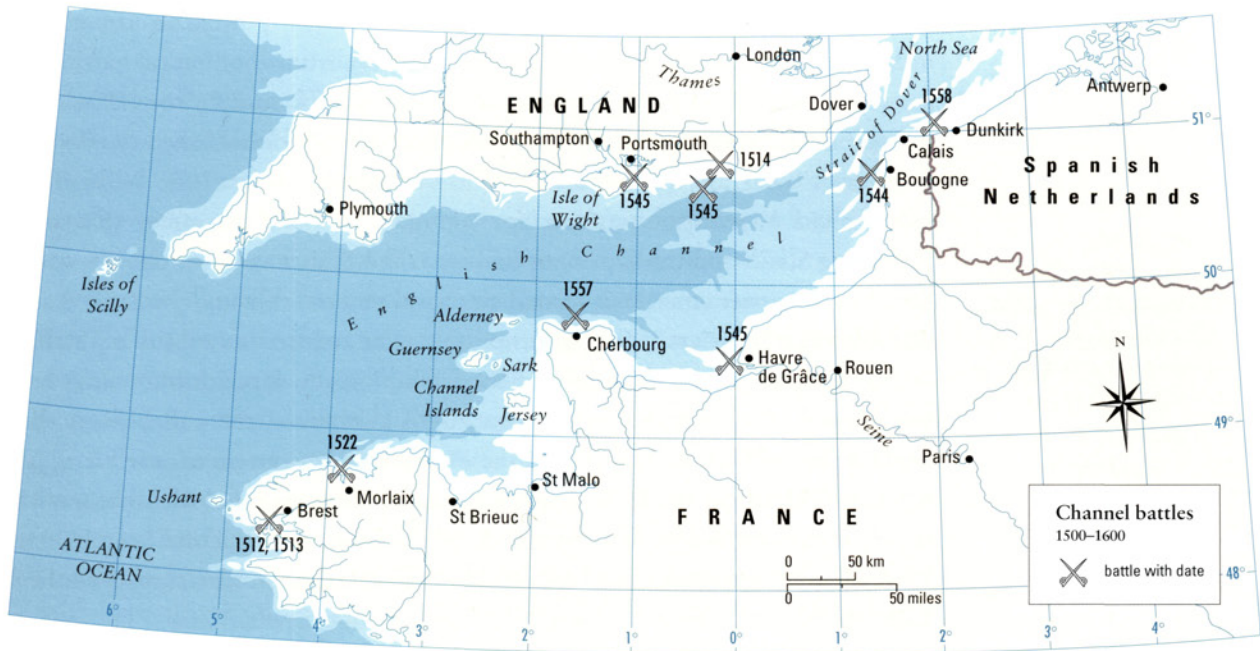 North Sea
London
Thames
ENGLAND
Dover
Strait of Dover
1558
Antwerp
51°
Dunkirk
Southampton
Portsmouth
1514
Calais
Spanish
Netherlands
Boulogne
1545
1545
1544
Isle of
Wight
Plymouth
English Channel
50°
Isles of
Scilly
1557
Alderney
Cherbourg
Guernsey
Sark
1545
Havre
de Grâce
Rouen
N
Channel
Islands
Jersey
Seine
49°
1522
Paris
Ushant
Morlaix
St Malo
Brest
St Brieuc
1512, 1513
FRANCE
ATLANTIC
OCEAN
Channel battles
1500–1600
battle with date
0 50 km
0 50 miles
48°
6°
5°
4°
3°
2°
1°
0°
1°
2°
3°
4°